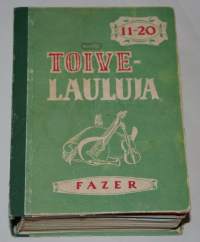 11-20
TOIVE-
LAULUJA
FAZER